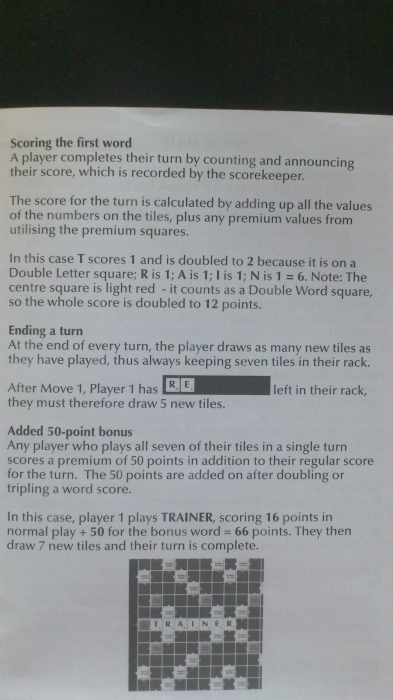 Scoring the first word
A player completes their turn by counting and announcing
their score, which is recorded by the scorekeeper.
The score for the turn is calculated by adding up all the values
of the numbers on the tiles, plus any premium values from
utilising the premium squares.
In this case T scores 1 and is doubled to 2 because it is on a
Double Letter square; R is 1; A is 1; I is 1; N is 1 = 6. Note: The
centre square is light red - it counts as a Double Word square,
so the whole score is doubled to 12 points.
Ending a turn
At the end of every turn, the player draws as many new tiles as
they have played, thus always keeping seven tiles in their rack.
After Move 1, Player 1 has R E left in their rack,
they must therefore draw 5 new tiles.
Added 50-point bonus
Any player who plays all seven of their tiles in a single turn
scores a premium of 50 points in addition to their regular score
for the turn. The 50 points are added on after doubling or
tripling a word score.
In this case, player 1 plays TRAINER, scoring 16 points in
normal play + 50 for the bonus word = 66 points. They then
draw 7 new tiles and their turn is complete.
T R A I N E R